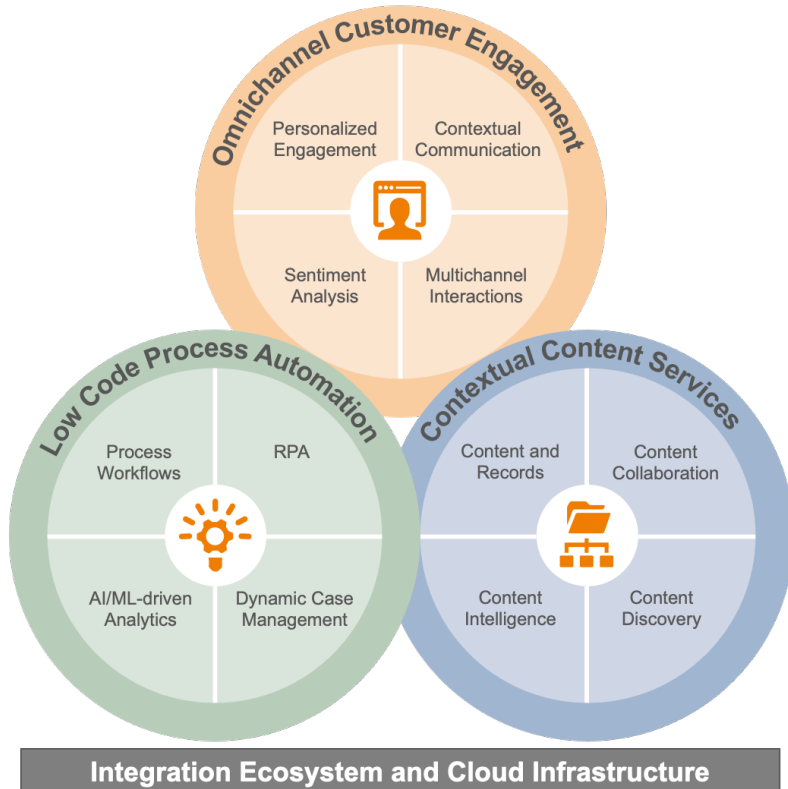 Omnichannel Customer Engagement
Personalized
Engagement
Contextual
Communication
Sentiment
Analysis
Multichannel
Interactions
Low Code Process Automation
Process
Workflows
RPA
AI/ML-driven
Analytics
Dynamic Case
Management
Contextual Content Services
Content and
Records
Content
Collaboration
Content
Intelligence
Content
Discovery
Integration Ecosystem and Cloud Infrastructure